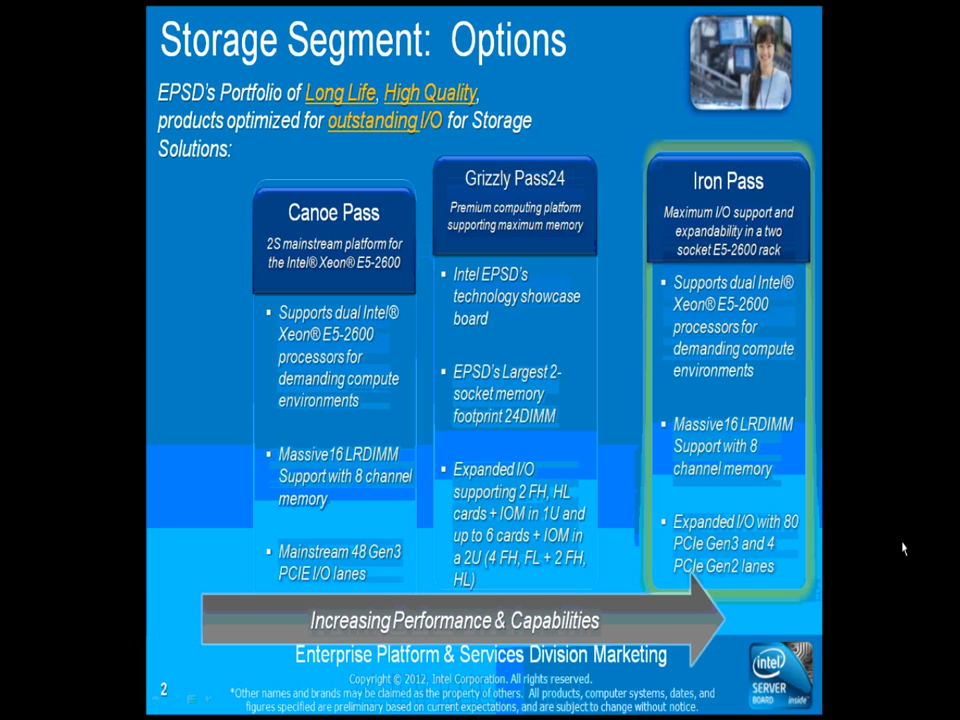 Storage Segment: Options
EPSD's Portfolio of Long Life, High Quality,
products optimized for outstanding I/O for Storage
Solutions:
Canoe Pass
2S mainstream platform for
the Intel® Xeon® E5-2600
▪ Supports dual Intel®
Xeon® E5-2600
processors for
demanding compute
environments
▪ Massive16 LRDIMM
Support with 8 channel
memory
▪ Mainstream 48 Gen3
PCIE I/O lanes
Grizzly Pass24
Premium computing platform
supporting maximum memory
▪ Intel EPSD's
technology showcase
board
▪ EPSD's Largest 2-
socket memory
footprint 24DIMM
▪ Expanded I/O
supporting 2 FH, HL
cards + IOM in 1U and
up to 6 cards + IOM in
a 2U (4 FH, FL + 2 FH,
HL)
Iron Pass
Maximum I/O support and
expandability in a two
socket E5-2600 rack
▪ Supports dual Intel®
Xeon® E5-2600
processors for
demanding compute
environments
▪ Massive16 LRDIMM
Support with 8
channel memory
▪ Expanded I/O with 80
PCIe Gen3 and 4
PCIe Gen2 lanes
Increasing Performance & Capabilities
Enterprise Platform & Services Division Marketing
Copyright © 2012, Intel Corporation. All rights reserved.
*Other names and brands may be claimed as the property of others. All products, computer systems, dates, and
figures specified are preliminary based on current expectations, and are subject to change without notice.
2
intel
SERVER
BOARD inside™